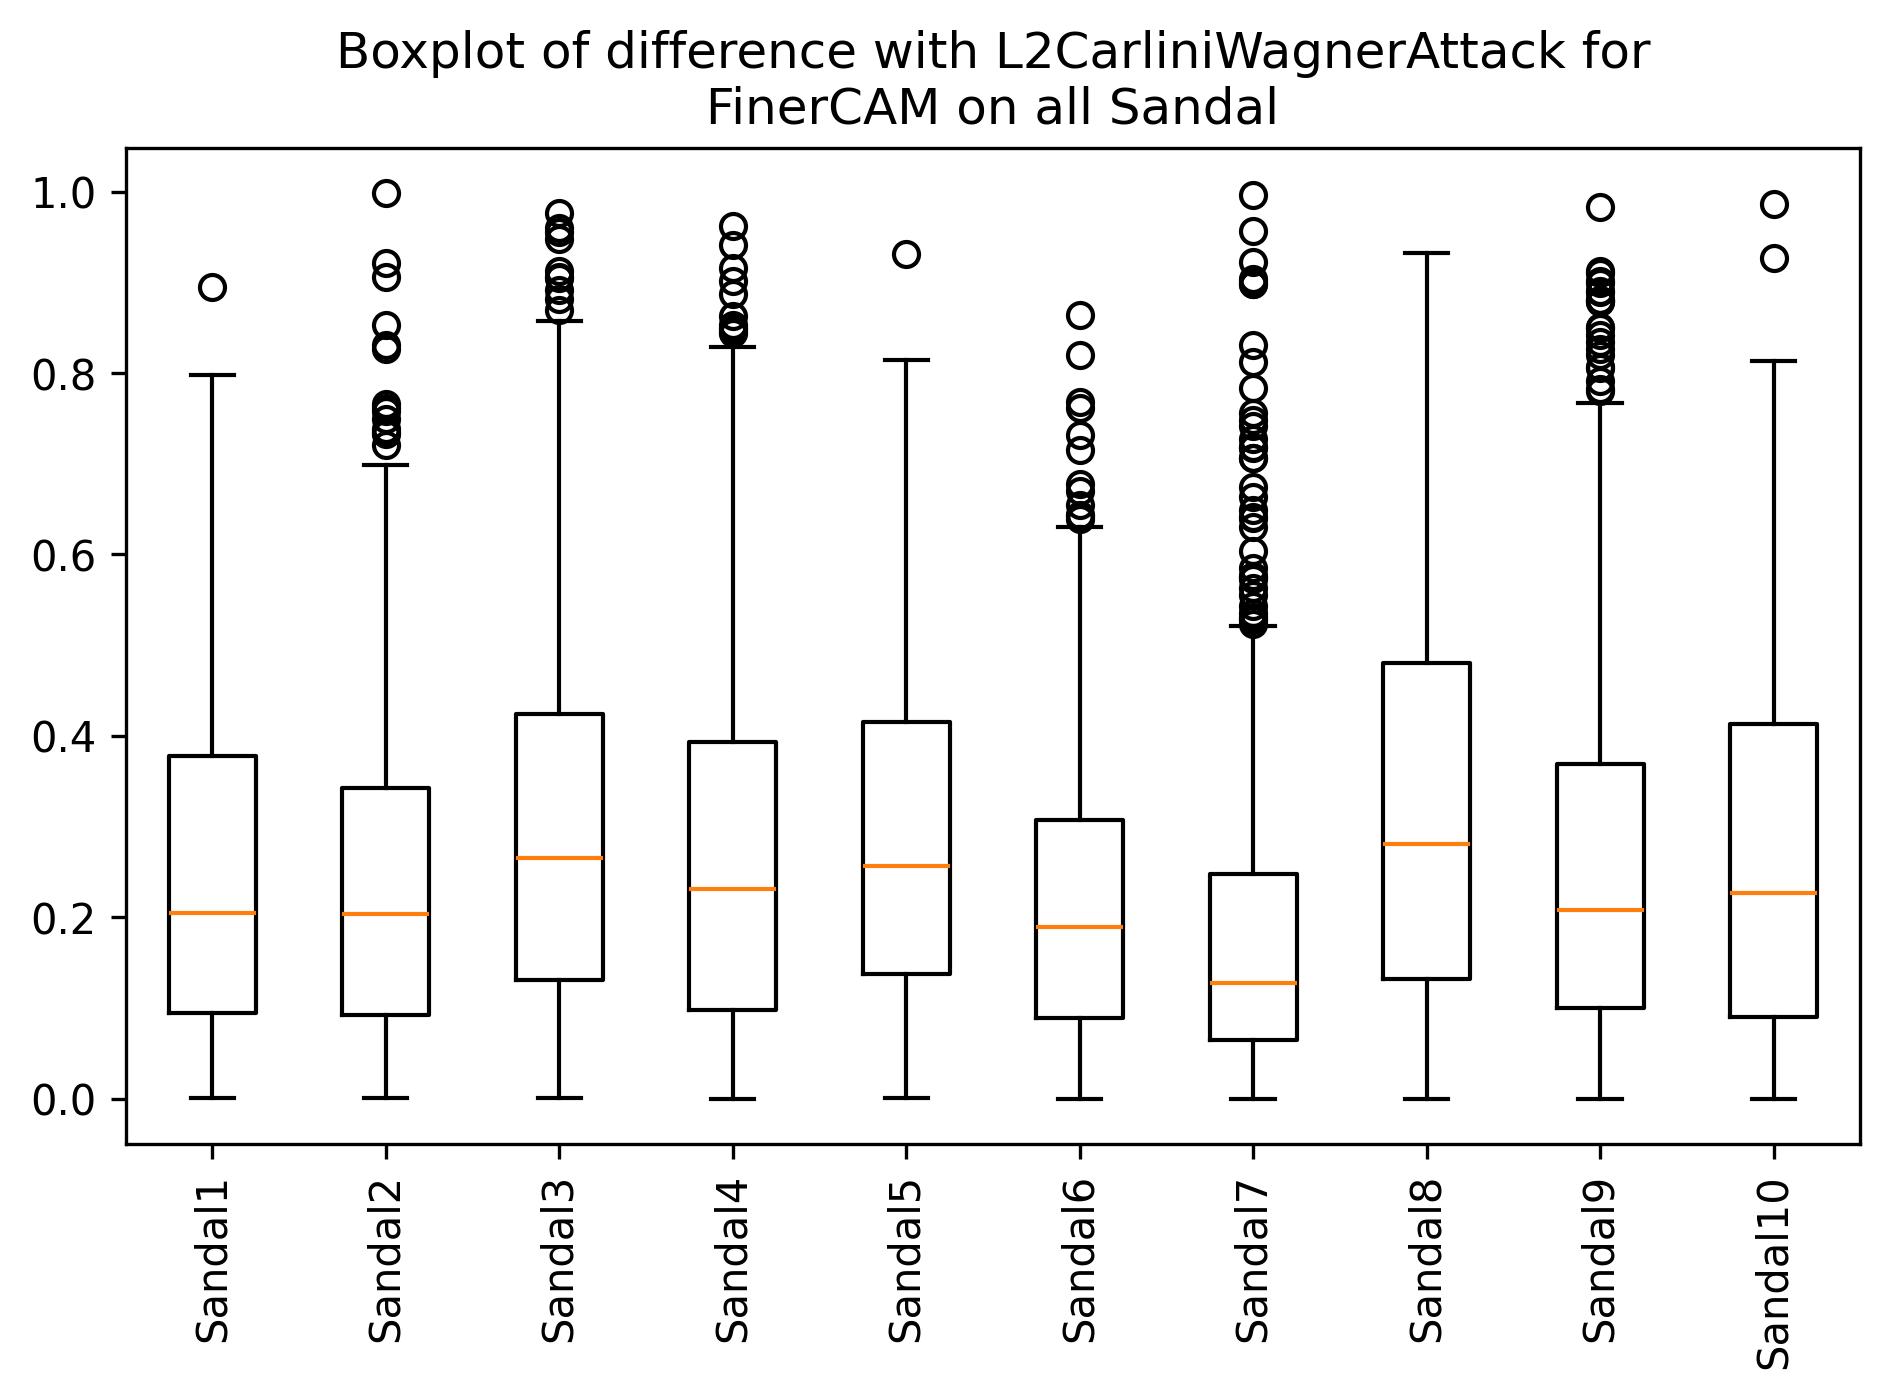 Boxplot of difference with L2CarliniWagnerAttack for
FinerCAM on all Sandal
1.0
0.8
0.6
0.4
0.2
0.0
Sandal1
Sandal2
Sandal3
Sandal4
Sandal5
Sandal6
Sandal7
Sandal8
Sandal9
Sandal10